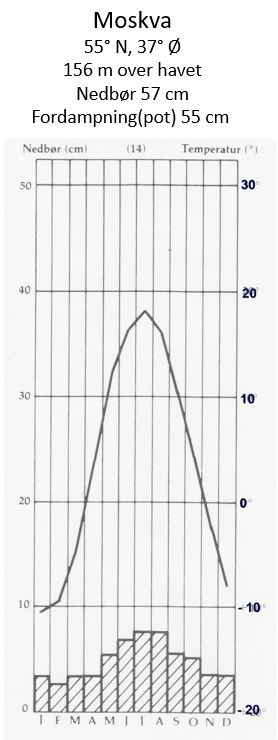 Moskva
55° N, 37° Ø
156 m over havet
Nedbør 57 cm
Fordampning(pot) 55 cm
Nedbør (cm) (14) Temperatur (°)
50 30°
40 20°
30 10°
20 0°
10 -10°
0 -20°
J F M A M J J A S O N D